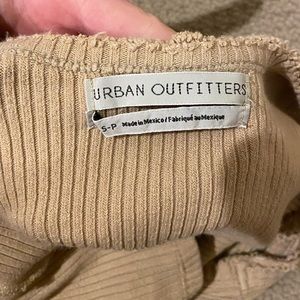 URBAN OUTFITTERS
S-P Made in Mexico / Fabriqué au Mexique